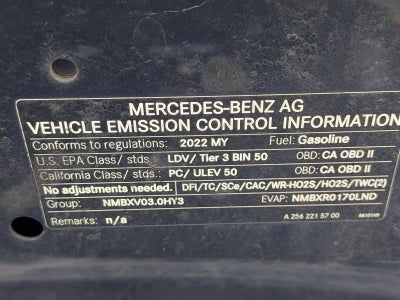 MERCEDES-BENZ AG
VEHICLE EMISSION CONTROL INFORMATION
Conforms to regulations: 2022 MY Fuel: Gasoline
U.S. EPA Class/ stds.: LDV/ Tier 3 BIN 50 OBD: CA OBD II
California Class/ stds.: PC/ ULEV 50 OBD: CA OBD II
No adjustments needed. DFI/TC/SCe/CAC/WR-HO2S/HO2S/TWC(2)
Group: NMBXV03.0HY3 EVAP: NMBXR0170LND
Remarks: n/a A 256 221 57 00